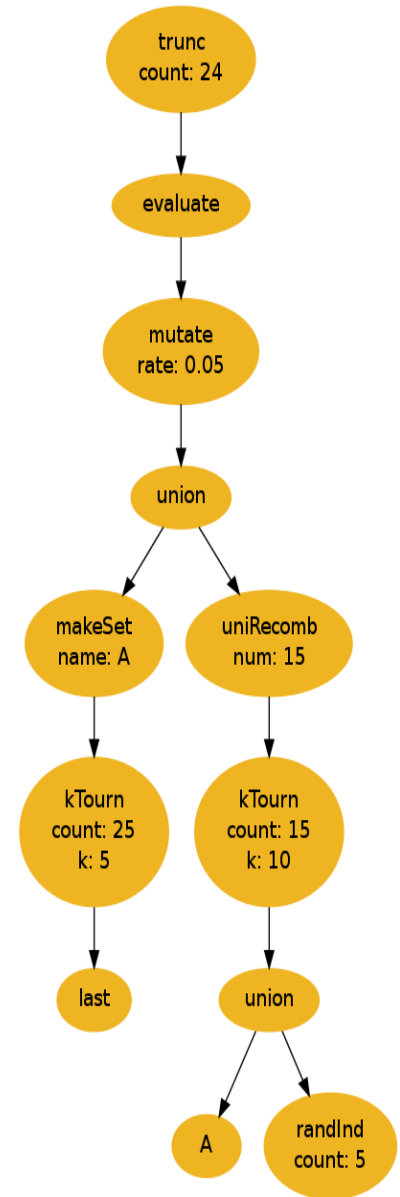 trunc
count: 24
evaluate
mutate
rate: 0.05
union
makeSet
name: A
uniRecomb
num: 15
kTourn
count: 25
k: 5
kTourn
count: 15
k: 10
last
union
A
randInd
count: 5